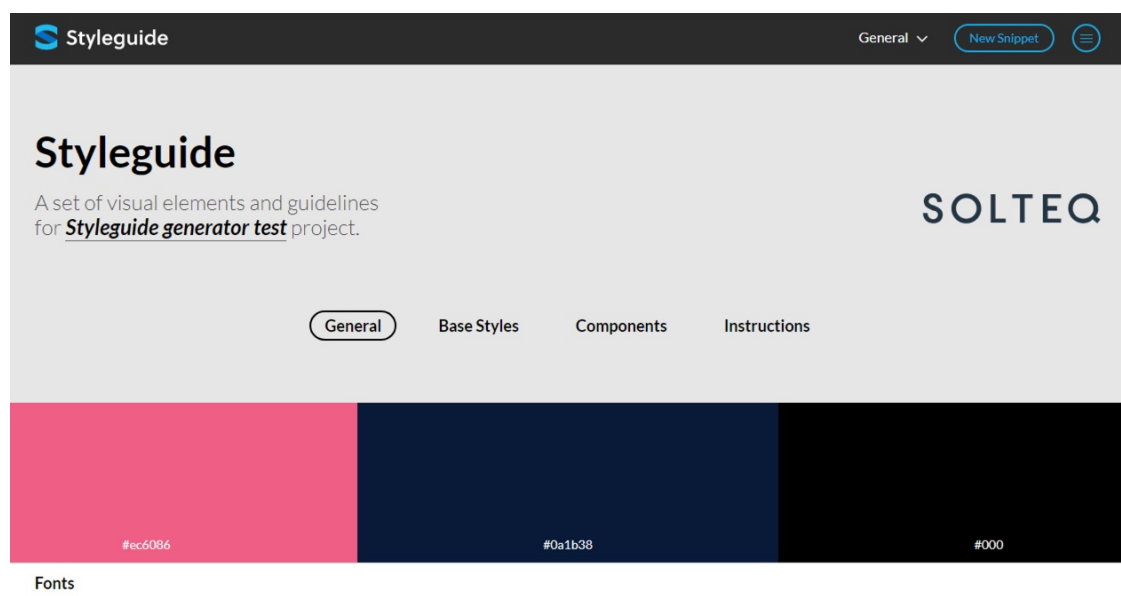 Styleguide
General
New Snippet
Styleguide
A set of visual elements and guidelines
for Styleguide generator test project.
SOLTEQ
General Base Styles Components Instructions
#ec6086 #0a1b38 #000
Fonts